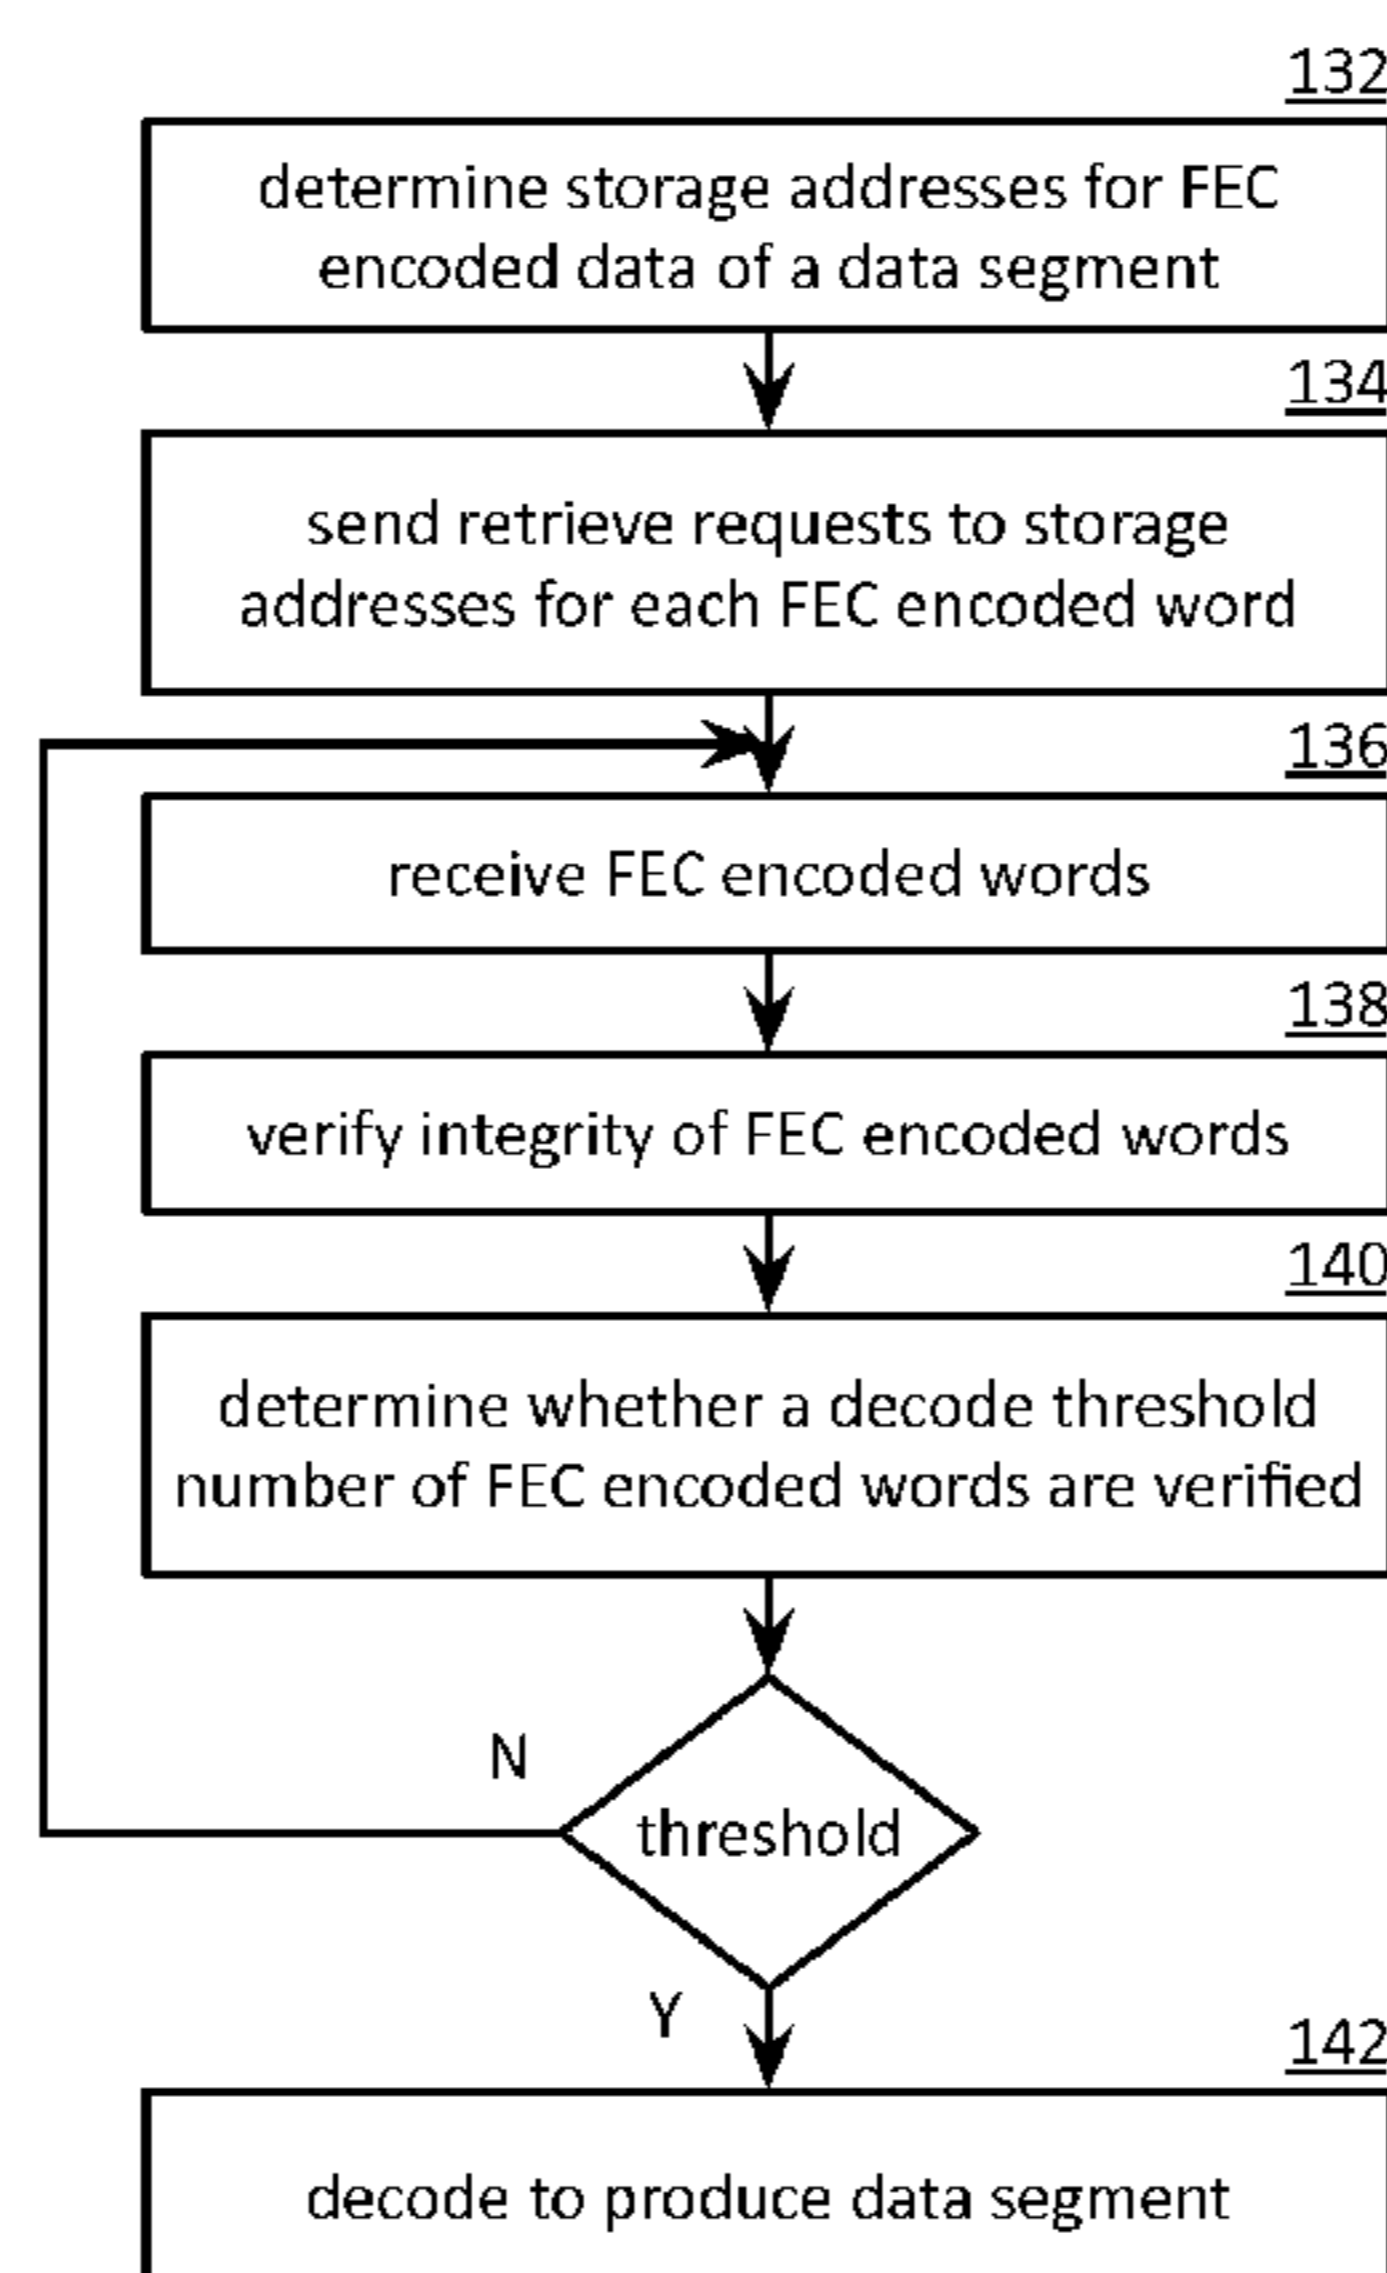 132
determine storage addresses for FEC
encoded data of a data segment
134
send retrieve requests to storage
addresses for each FEC encoded word
136
receive FEC encoded words
138
verify integrity of FEC encoded words
140
determine whether a decode threshold
number of FEC encoded words are verified
N
threshold
Y
142
decode to produce data segment